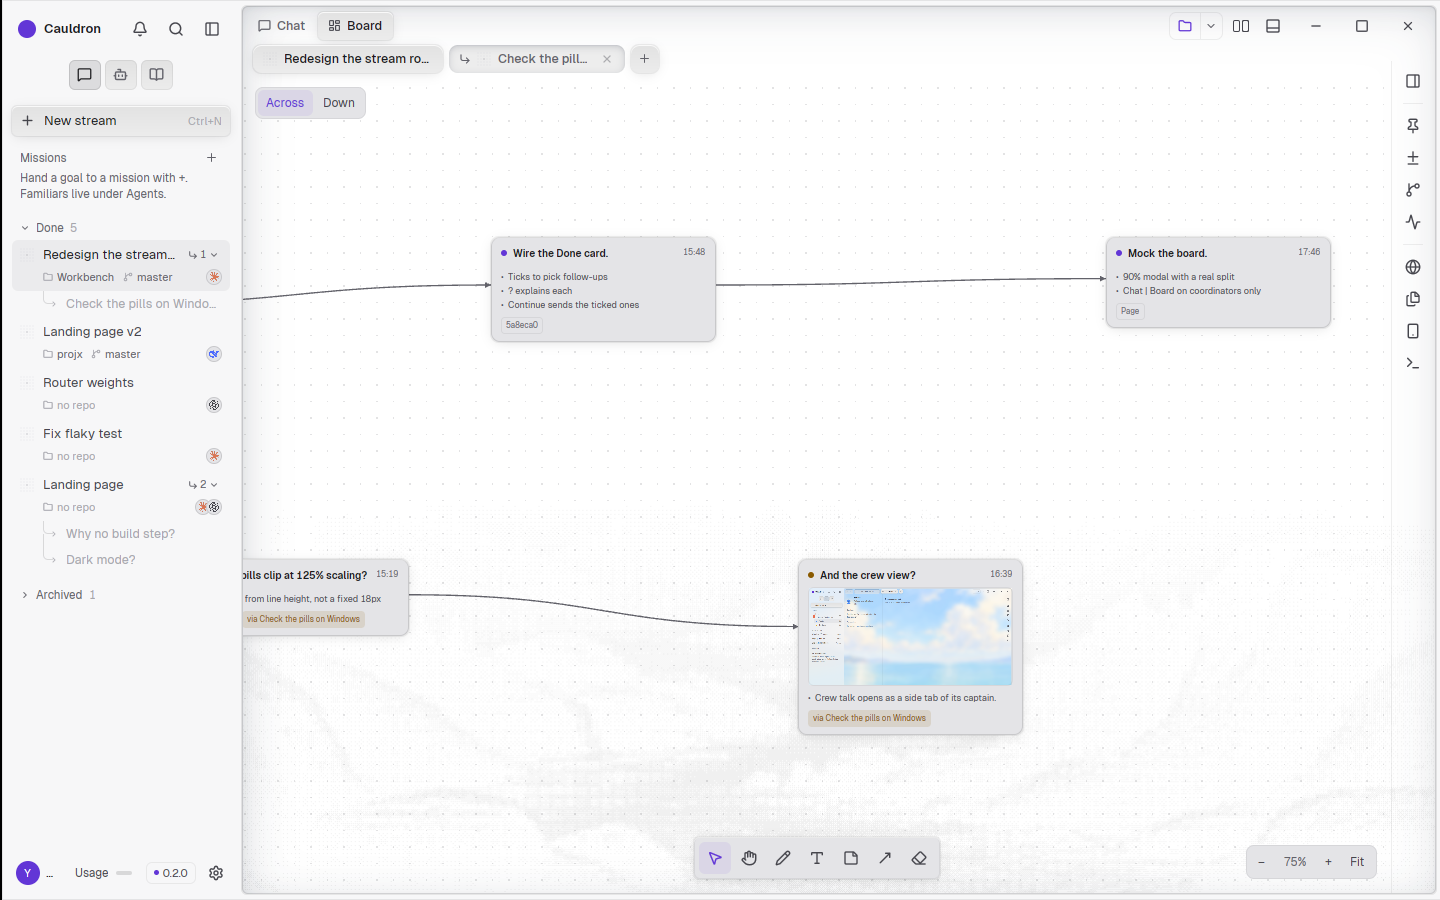 Cauldron
Chat
Board
Redesign the stream ro...
Check the pill...
Across
Down
New stream
Ctrl+N
Missions
Hand a goal to a mission with +.
Familiars live under Agents.
Done 5
Redesign the stream...
1
Workbench
master
Check the pills on Windo...
Landing page v2
projx
master
Router weights
no repo
Fix flaky test
no repo
Landing page
2
no repo
Why no build step?
Dark mode?
Archived 1
Y
...
Usage
0.2.0
Wire the Done card.
15:48
· Ticks to pick follow-ups
· ? explains each
· Continue sends the ticked ones
5a8eca0
Mock the board.
17:46
· 90% modal with a real split
· Chat | Board on coordinators only
Page
pills clip at 125% scaling?
15:19
from line height, not a fixed 18px
via Check the pills on Windows
And the crew view?
16:39
· Crew talk opens as a side tab of its captain.
via Check the pills on Windows
T
−
75%
+
Fit